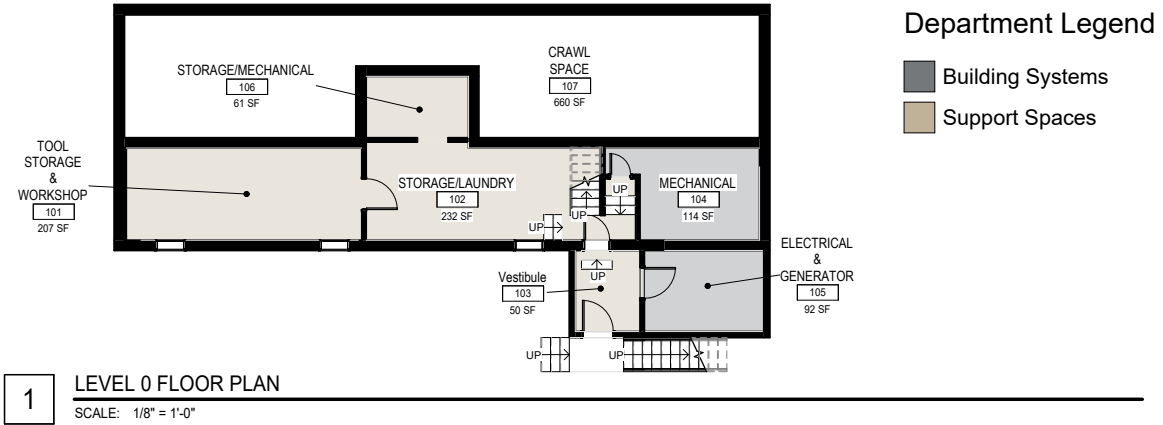 Department Legend
Building Systems
Support Spaces
STORAGE/MECHANICAL
106
61 SF
CRAWL
SPACE
107
660 SF
TOOL
STORAGE
&
WORKSHOP
101
207 SF
STORAGE/LAUNDRY
102
232 SF
UP
UP
UP
MECHANICAL
104
114 SF
Vestibule
103
50 SF
UP
ELECTRICAL
&
GENERATOR
105
92 SF
UP
UP
1
LEVEL 0 FLOOR PLAN
SCALE: 1/8" = 1'-0"